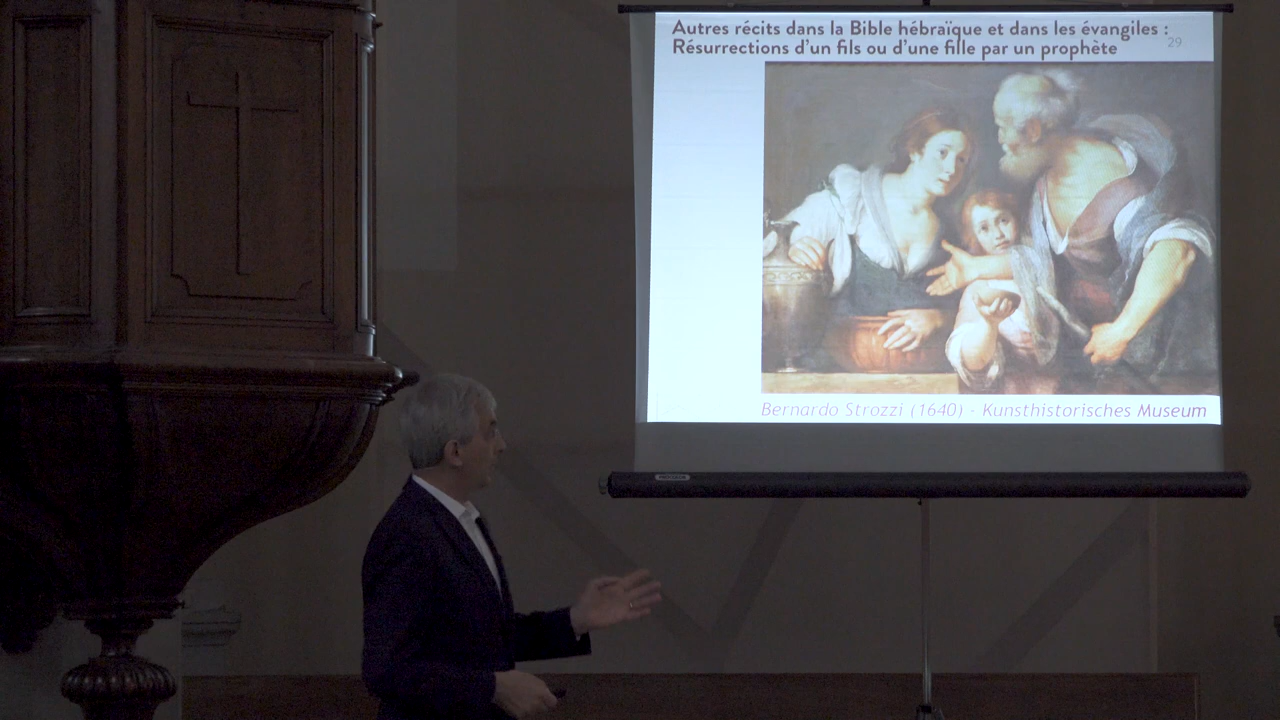 Autres récits dans la Bible hébraïque et dans les évangiles :
Résurrections d'un fils ou d'une fille par un prophète
29
Bernardo Strozzi (1640) - Kunsthistorisches Museum